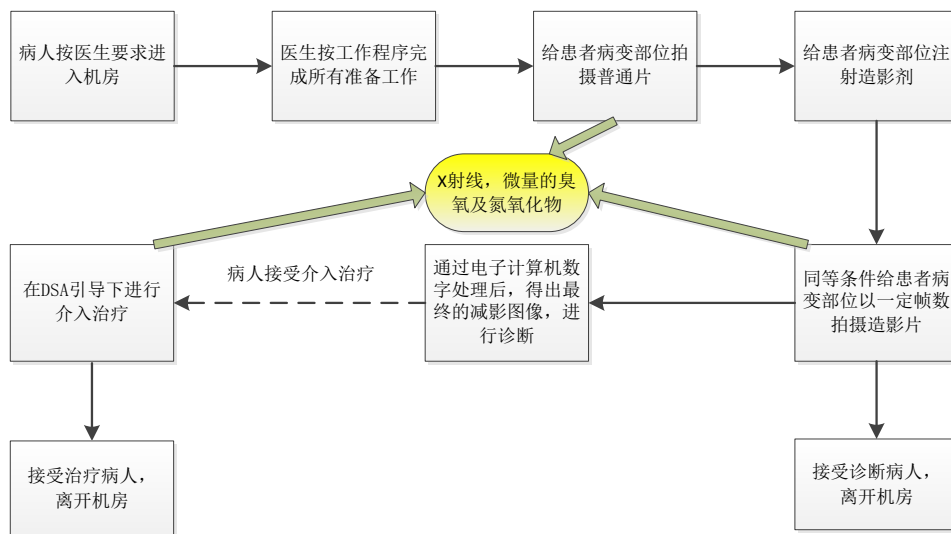 病人按医生要求进
入机房
医生按工作程序完
成所有准备工作
给患者病变部位拍
摄普通片
给患者病变部位注
射造影剂
X射线，微量的臭
氧及氮氧化物
在DSA引导下进行
介入治疗
病人接受介入治疗
通过电子计算机数
字处理后，得出最
终的减影图像，进
行诊断
同等条件给患者病
变部位以一定帧数
拍摄造影片
接受治疗病人，
离开机房
接受诊断病人，
离开机房